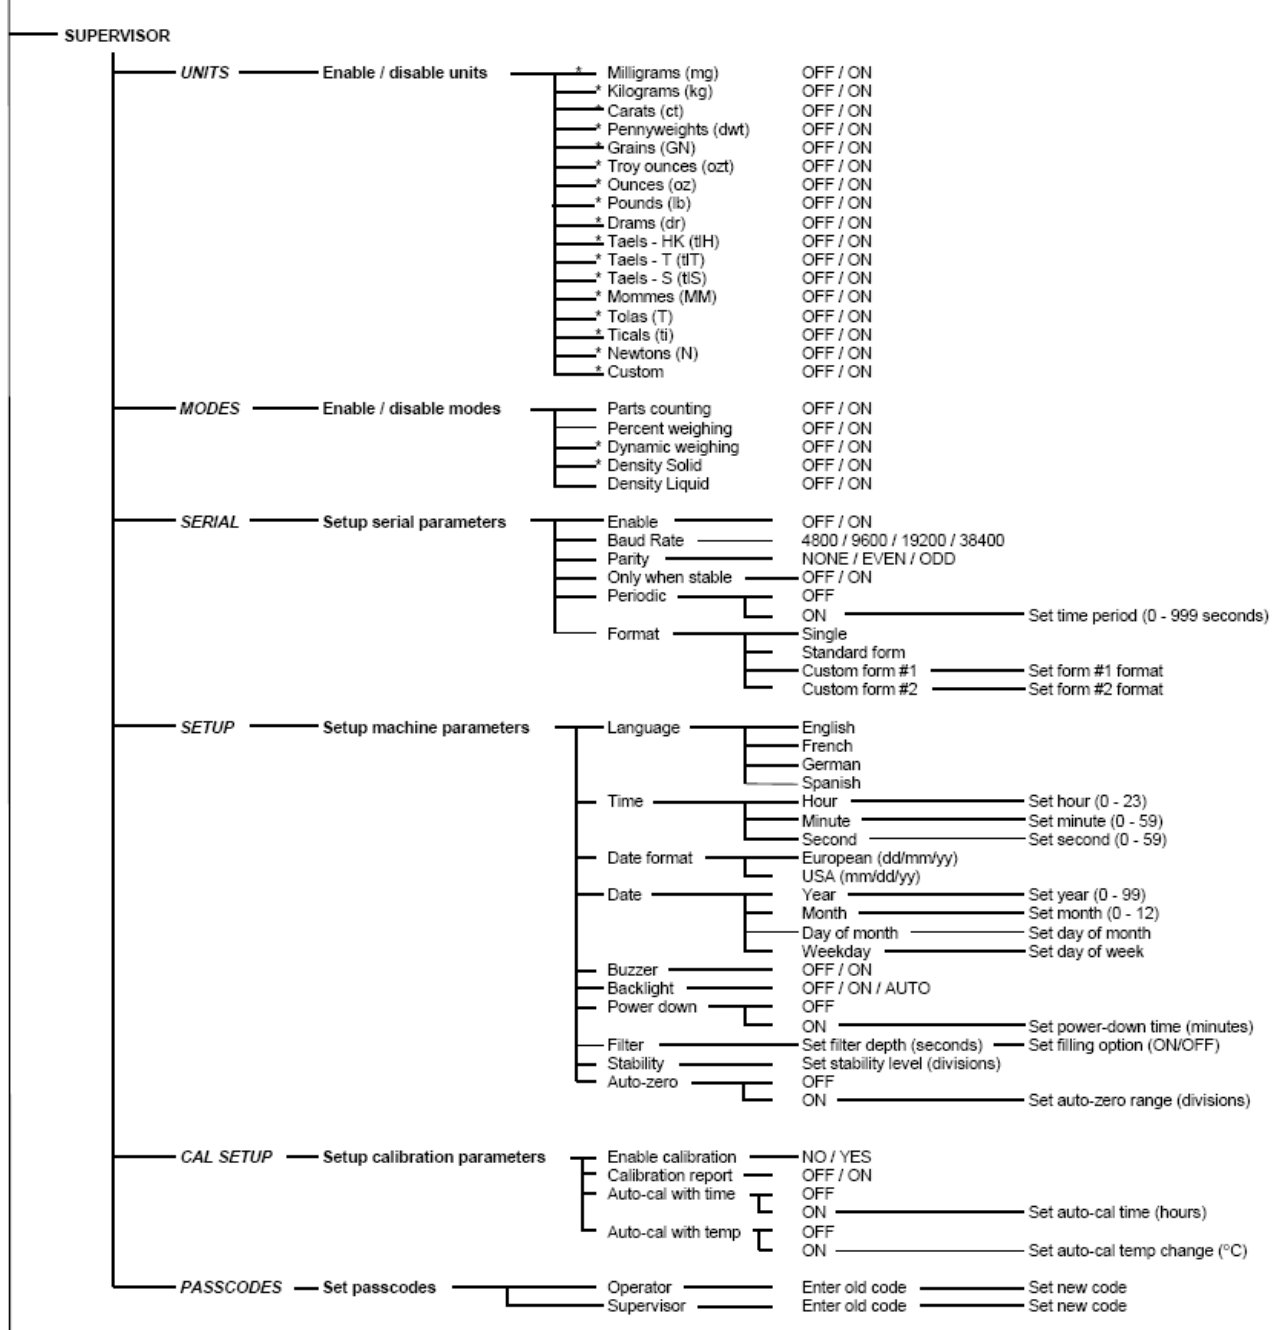 SUPERVISOR
UNITS Enable / disable units * Milligrams (mg) OFF / ON
* Kilograms (kg) OFF / ON
* Carats (ct) OFF / ON
* Pennyweights (dwt) OFF / ON
* Grains (GN) OFF / ON
* Troy ounces (ozt) OFF / ON
* Ounces (oz) OFF / ON
* Pounds (lb) OFF / ON
* Drams (dr) OFF / ON
* Taels - HK (tlH) OFF / ON
* Taels - T (tlT) OFF / ON
* Taels - S (tlS) OFF / ON
* Mommes (MM) OFF / ON
* Tolas (T) OFF / ON
* Ticals (ti) OFF / ON
* Newtons (N) OFF / ON
* Custom OFF / ON
MODES Enable / disable modes Parts counting OFF / ON
Percent weighing OFF / ON
* Dynamic weighing OFF / ON
* Density Solid OFF / ON
Density Liquid OFF / ON
SERIAL Setup serial parameters Enable OFF / ON
Baud Rate 4800 / 9600 / 19200 / 38400
Parity NONE / EVEN / ODD
Only when stable OFF / ON
Periodic OFF
ON Set time period (0 - 999 seconds)
Format Single
Standard form
Custom form #1 Set form #1 format
Custom form #2 Set form #2 format
SETUP Setup machine parameters Language English
French
German
Spanish
Time Hour Set hour (0 - 23)
Minute Set minute (0 - 59)
Second Set second (0 - 59)
Date format European (dd/mm/yy)
USA (mm/dd/yy)
Date Year Set year (0 - 99)
Month Set month (0 - 12)
Day of month Set day of month
Weekday Set day of week
Buzzer OFF / ON
Backlight OFF / ON / AUTO
Power down OFF
ON Set power-down time (minutes)
Filter Set filter depth (seconds) Set filling option (ON/OFF)
Stability Set stability level (divisions)
Auto-zero OFF
ON Set auto-zero range (divisions)
CAL SETUP Setup calibration parameters Enable calibration NO / YES
Calibration report OFF / ON
Auto-cal with time OFF
ON Set auto-cal time (hours)
Auto-cal with temp OFF
ON Set auto-cal temp change (°C)
PASSCODES Set passcodes Operator Enter old code Set new code
Supervisor Enter old code Set new code